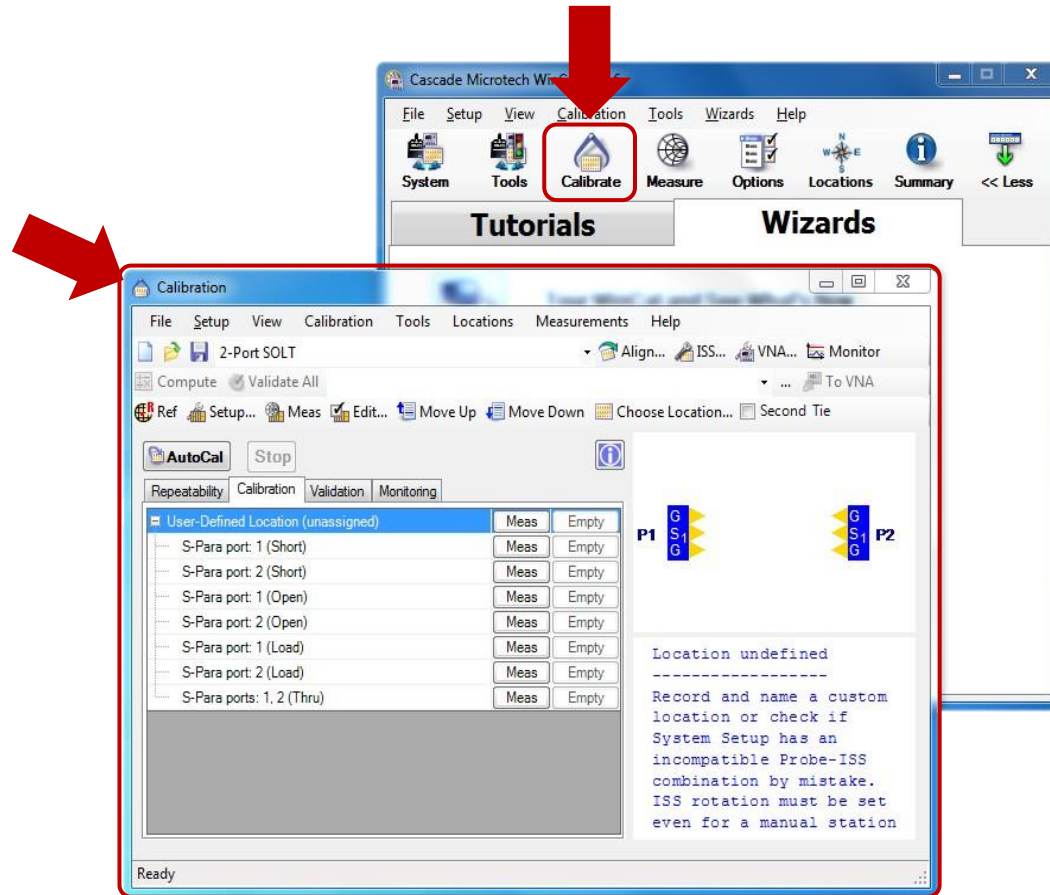 Cascade Microtech
File Setup View Calibration Tools Wizards Help
System Tools Calibrate Measure Options Locations Summary << Less
N
W E
S
Tutorials Wizards
Calibration
File Setup View Calibration Tools Locations Measurements Help
2-Port SOLT Align... ISS... VNA... Monitor
Compute Validate All ... To VNA
R Ref Setup... Meas Edit... Move Up Move Down Choose Location... Second Tie
AutoCal Stop
Repeatability Calibration Validation Monitoring
User-Defined Location (unassigned) Meas Empty
S-Para port: 1 (Short) Meas Empty
S-Para port: 2 (Short) Meas Empty
S-Para port: 1 (Open) Meas Empty
S-Para port: 2 (Open) Meas Empty
S-Para port: 1 (Load) Meas Empty
S-Para port: 2 (Load) Meas Empty
S-Para ports: 1, 2 (Thru) Meas Empty
G G
P1 S1 S1 P2
G G
Location undefined
------------------
Record and name a custom
location or check if
System Setup has an
incompatible Probe-ISS
combination by mistake.
ISS rotation must be set
even for a manual station
Ready